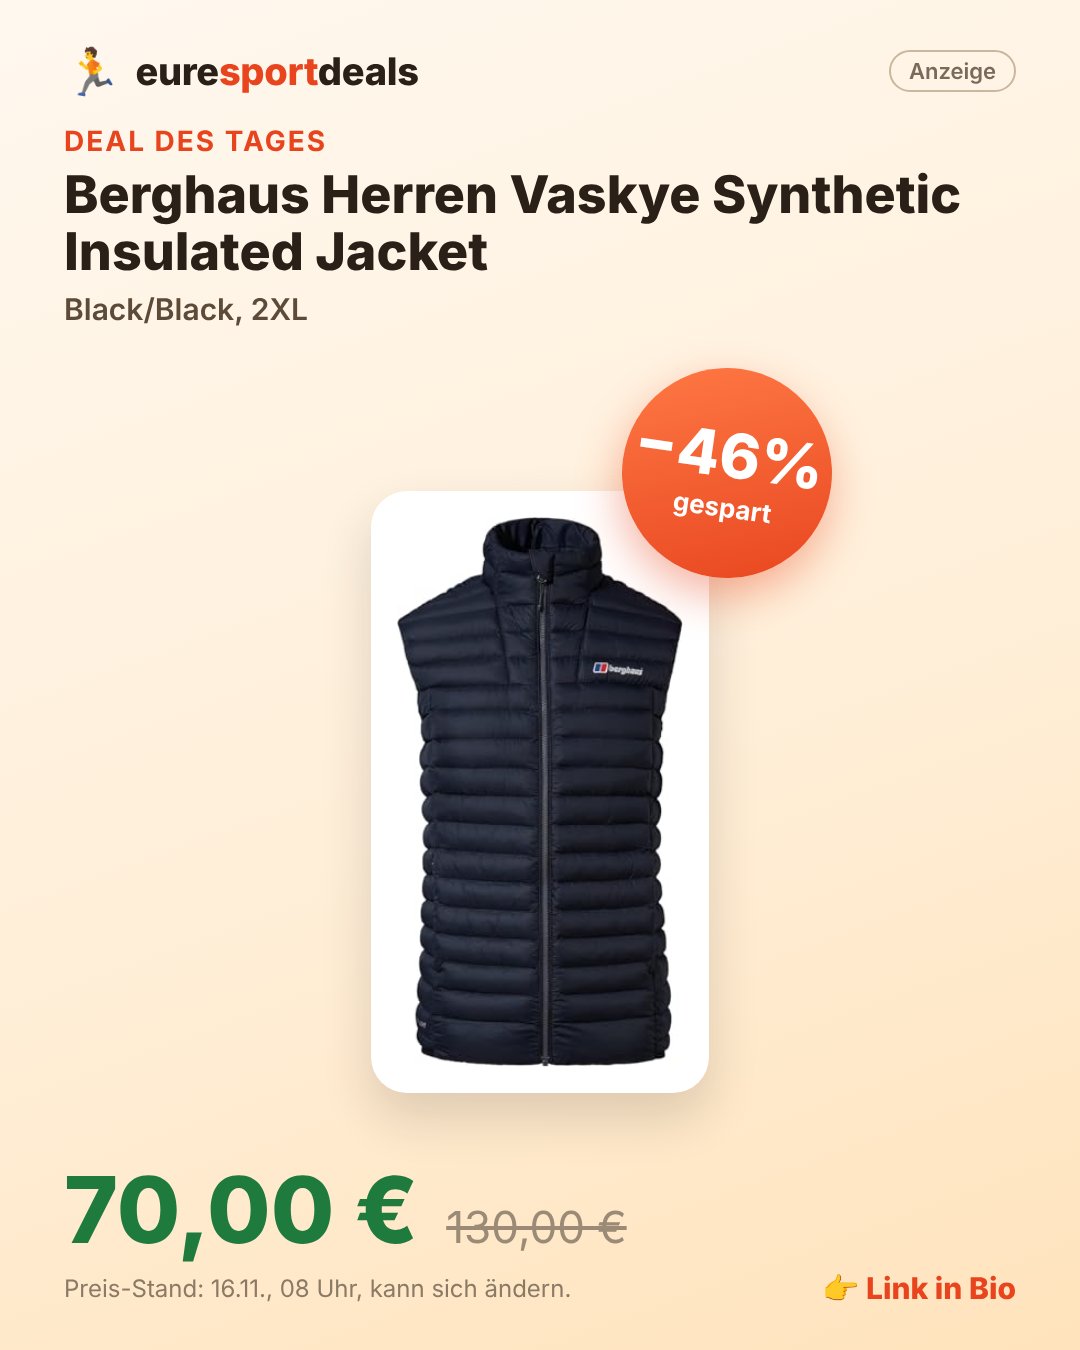 euresportdeals
Anzeige
DEAL DES TAGES
Berghaus Herren Vaskye Synthetic
Insulated Jacket
Black/Black, 2XL
−46%
gespart
berghaus
70,00 € 130,00 €
Preis-Stand: 16.11., 08 Uhr, kann sich ändern.
👉 Link in Bio